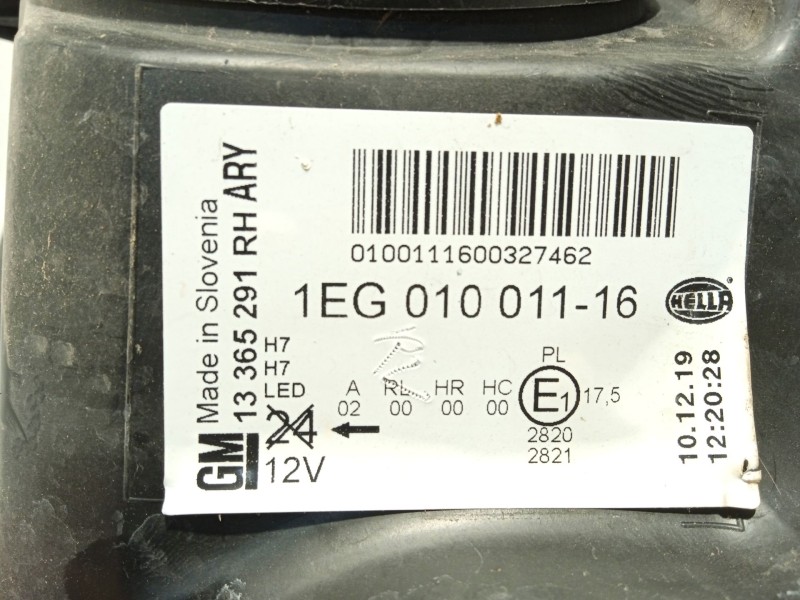 GM
Made in Slovenia
13 365 291 RH ARY
0100111600327462
1EG 010 011-16
HELLA
H7
H7
LED
24
12V
A RL HR HC
02 00 00 00
PL
E1 17,5
2820
2821
10.12.19
12:20:28